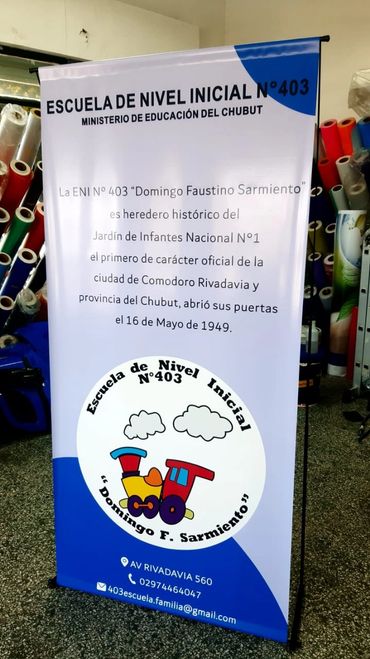 ESCUELA DE NIVEL INICIAL N°403
MINISTERIO DE EDUCACIÓN DEL CHUBUT
La ENI Nº 403 “Domingo Faustino Sarmiento”
es heredero histórico del
Jardín de Infantes Nacional Nº1
el primero de carácter oficial de la
ciudad de Comodoro Rivadavia y
provincia del Chubut, abrió sus puertas
el 16 de Mayo de 1949.
Escuela de Nivel Inicial
N°403
“Domingo F. Sarmiento”
AV RIVADAVIA 560
02974464047
403escuela.familia@gmail.com